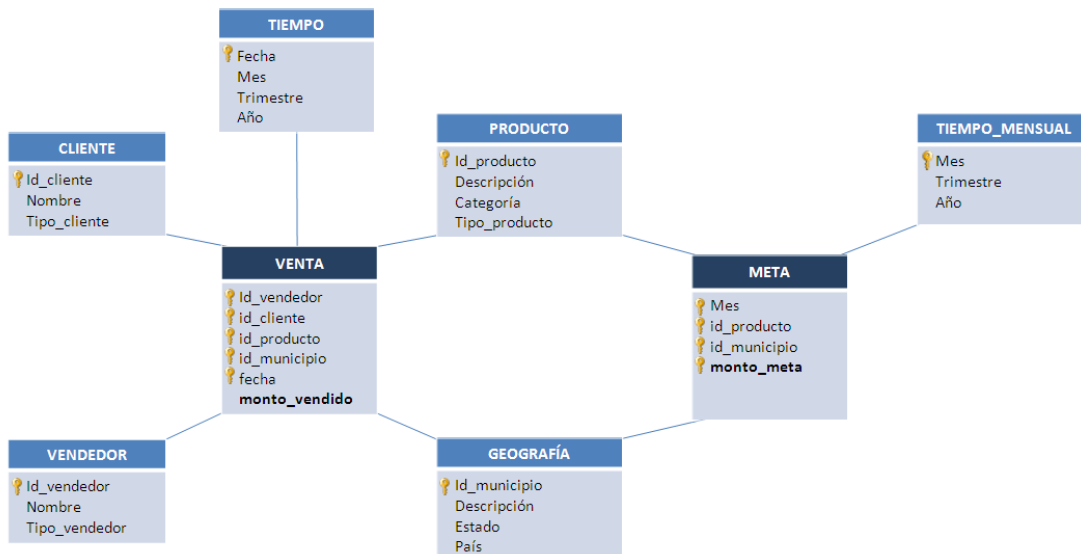 TIEMPO
Fecha
Mes
Trimestre
Año
CLIENTE
Id_cliente
Nombre
Tipo_cliente
PRODUCTO
Id_producto
Descripción
Categoría
Tipo_producto
TIEMPO_MENSUAL
Mes
Trimestre
Año
VENTA
Id_vendedor
id_cliente
id_producto
id_municipio
fecha
monto_vendido
META
Mes
id_producto
id_municipio
monto_meta
VENDEDOR
Id_vendedor
Nombre
Tipo_vendedor
GEOGRAFÍA
Id_municipio
Descripción
Estado
País